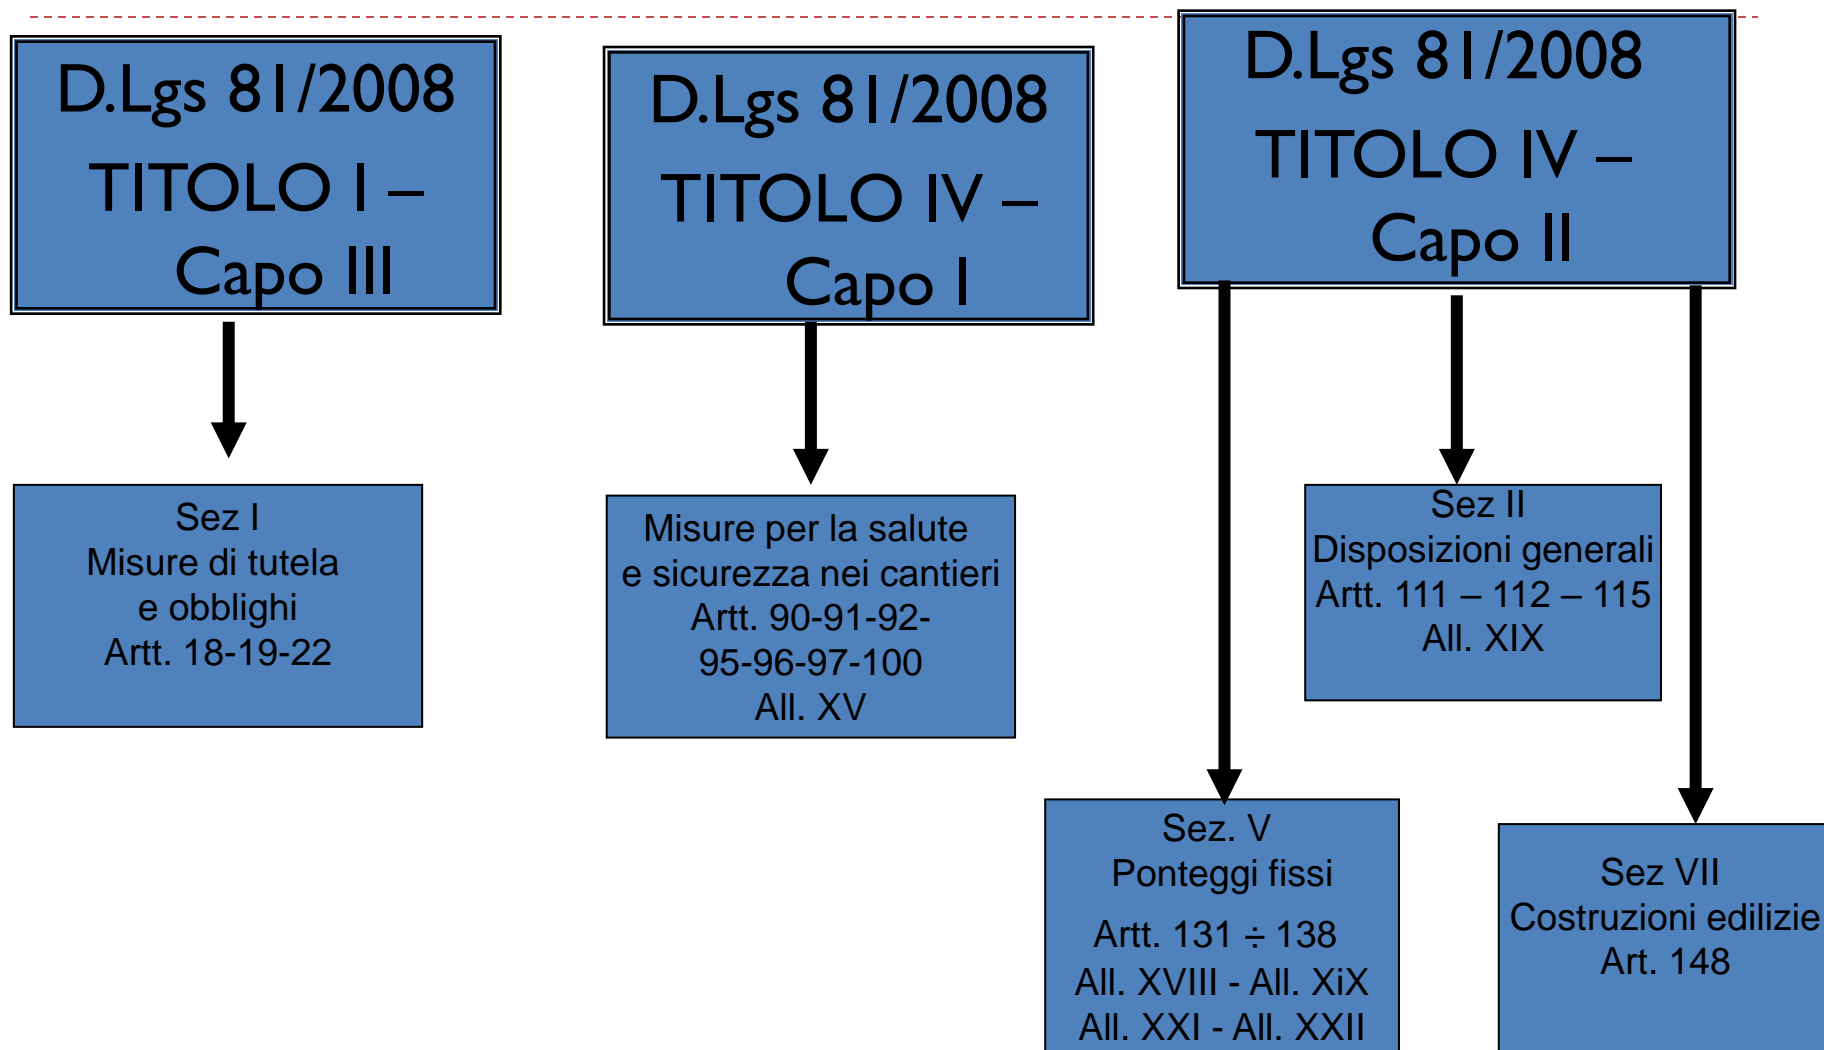 D.Lgs 81/2008
TITOLO I –
Capo III
D.Lgs 81/2008
TITOLO IV –
Capo I
D.Lgs 81/2008
TITOLO IV –
Capo II
Sez I
Misure di tutela
e obblighi
Artt. 18-19-22
Misure per la salute
e sicurezza nei cantieri
Artt. 90-91-92-
95-96-97-100
All. XV
Sez II
Disposizioni generali
Artt. 111 – 112 – 115
All. XIX
Sez. V
Ponteggi fissi
Artt. 131 ÷ 138
All. XVIII - All. XiX
All. XXI - All. XXII
Sez VII
Costruzioni edilizie
Art. 148